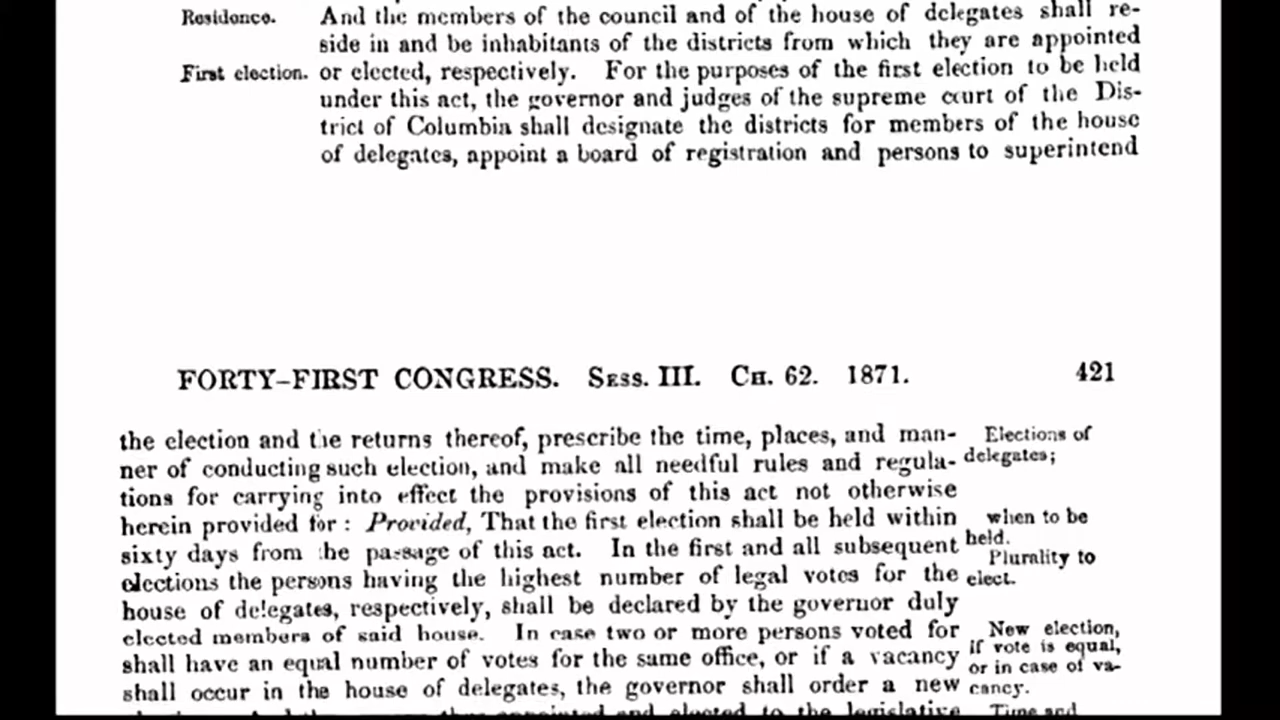 Residence. And the members of the council and of the house of delegates shall re-
side in and be inhabitants of the districts from which they are appointed
First election. or elected, respectively. For the purposes of the first election to be held
under this act, the governor and judges of the supreme court of the Dis-
trict of Columbia shall designate the districts for members of the house
of delegates, appoint a board of registration and persons to superintend
FORTY-FIRST CONGRESS. SESS. III. CH. 62. 1871. 421
the election and the returns thereof, prescribe the time, places, and man-
ner of conducting such election, and make all needful rules and regula-
tions for carrying into effect the provisions of this act not otherwise
herein provided for: Provided, That the first election shall be held within
sixty days from the passage of this act. In the first and all subsequent
elections the persons having the highest number of legal votes for the
house of delegates, respectively, shall be declared by the governor duly
elected members of said house. In case two or more persons voted for
shall have an equal number of votes for the same office, or if a vacancy
shall occur in the house of delegates, the governor shall order a new
appointed and elected to the legislative
Elections of
delegates;
when to be
held.
Plurality to
elect.
New election,
if vote is equal,
or in case of va-
cancy.
Time and